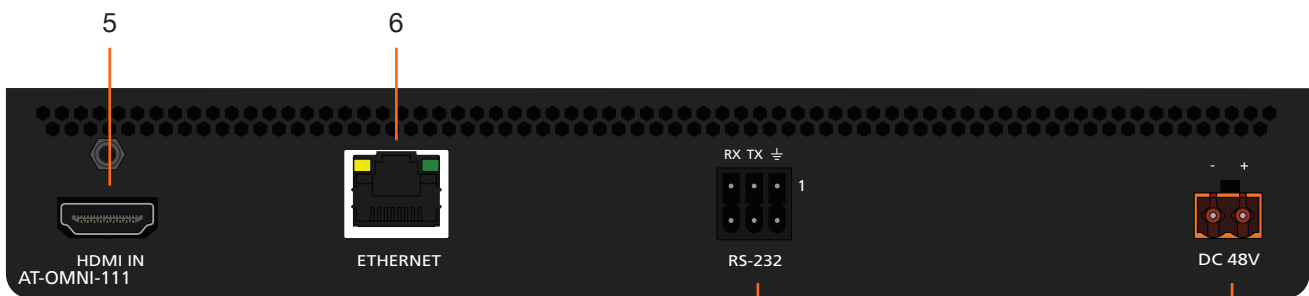 5 6
RX TX
1
- +
HDMI IN
ETHERNET
RS-232
DC 48V
AT-OMNI-111